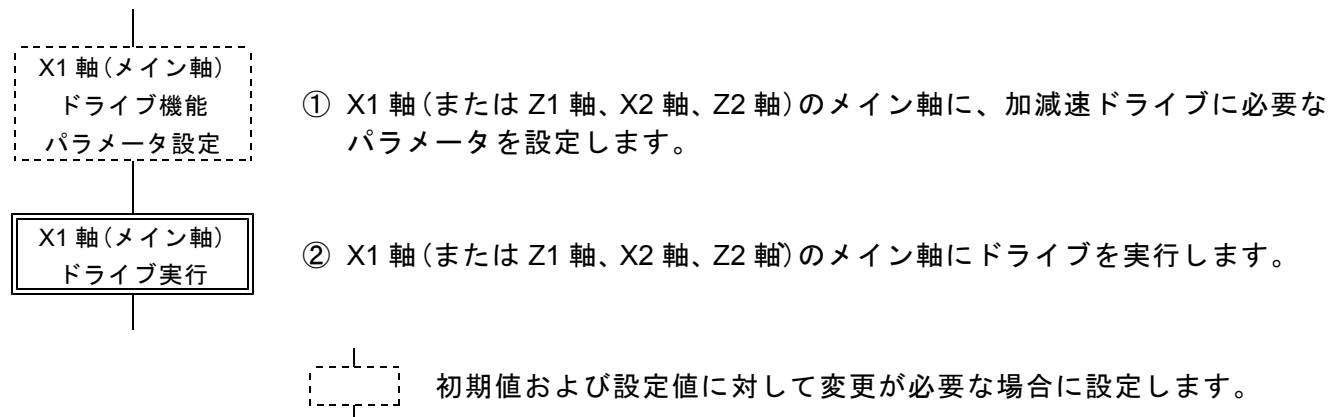 X1 軸(メイン軸)
ドライブ機能
パラメータ設定
① X1 軸(または Z1 軸、X2 軸、Z2 軸)のメイン軸に、加減速ドライブに必要な
パラメータを設定します。
X1 軸(メイン軸)
ドライブ実行
② X1 軸(または Z1 軸、X2 軸、Z2 軸)のメイン軸にドライブを実行します。
初期値および設定値に対して変更が必要な場合に設定します。